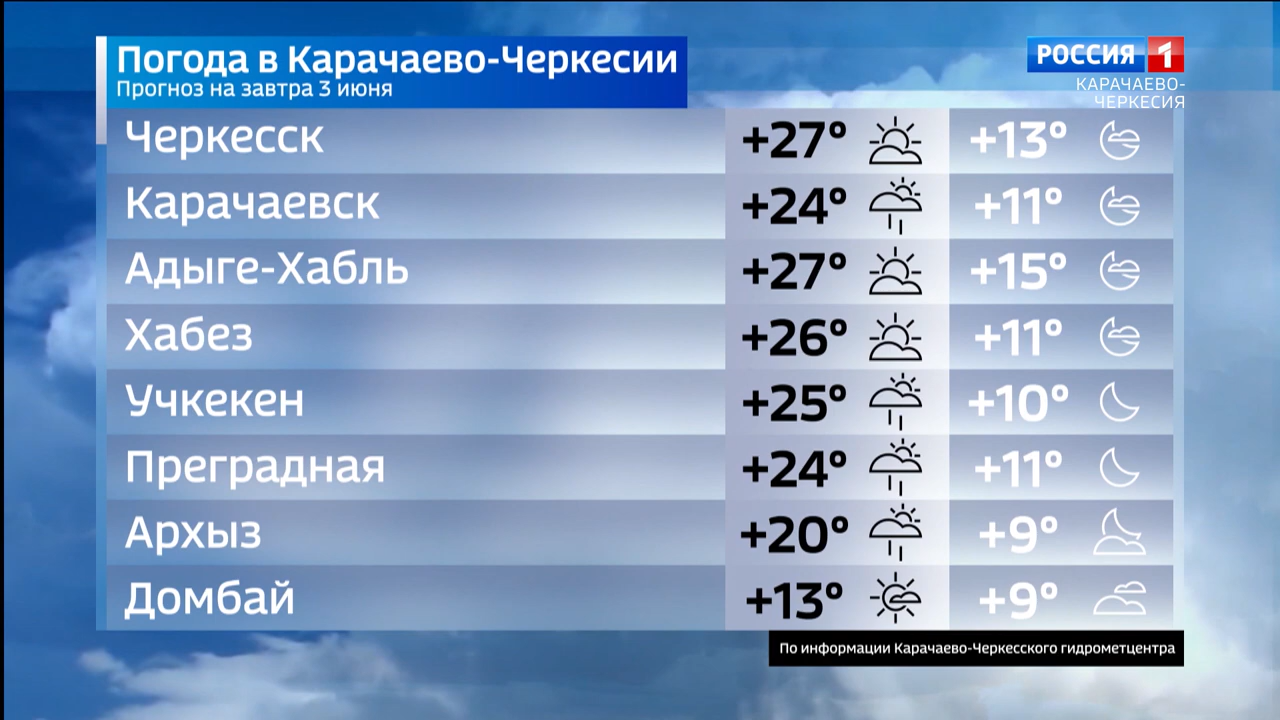 Погода в Карачаево-Черкесии
Прогноз на завтра 3 июня
РОССИЯ 1
КАРАЧАЕВО-
ЧЕРКЕСИЯ
Черкесск +27° +13°
Карачаевск +24° +11°
Адыге-Хабль +27° +15°
Хабез +26° +11°
Учкекен +25° +10°
Преградная +24° +11°
Архыз +20° +9°
Домбай +13° +9°
По информации Карачаево-Черкесского гидрометцентра